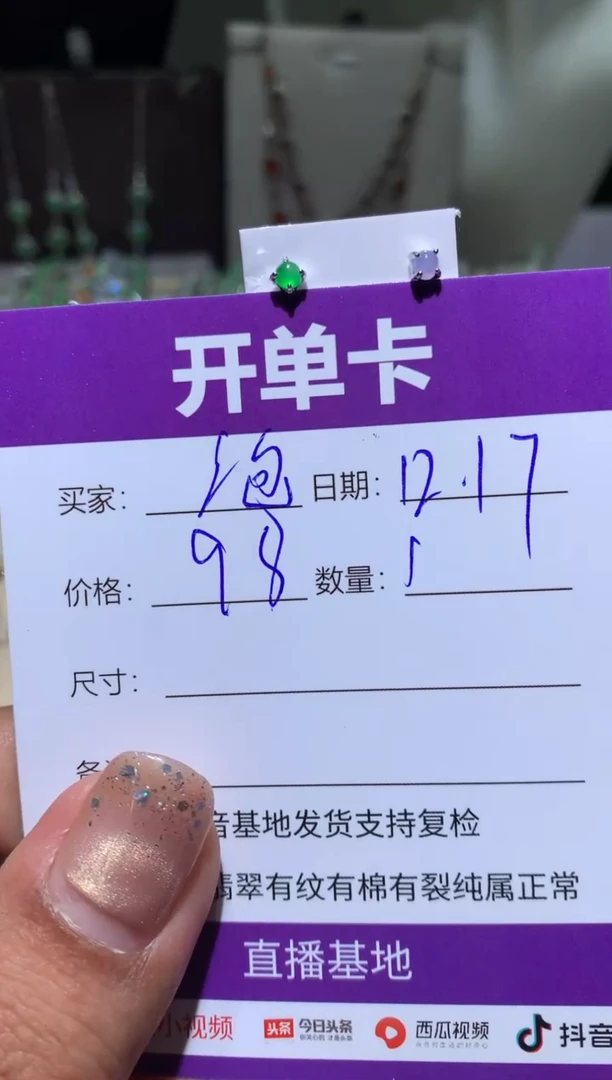 开单卡
买家： 日期：12.17
价格：98 数量：1
尺寸：
备
音基地发货支持复检
翡翠有纹有棉有裂纯属正常
直播基地
小视频 头条 今日头条 西瓜视频 抖音